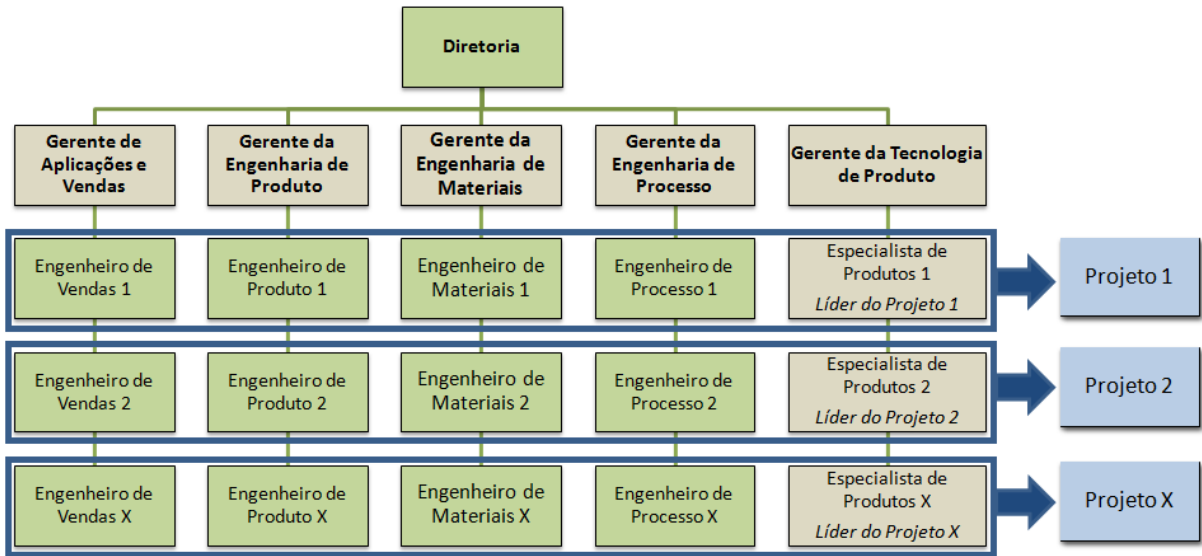 Diretoria
Gerente de
Aplicações e
Vendas
Gerente da
Engenharia de
Produto
Gerente da
Engenharia de
Materiais
Gerente da
Engenharia de
Processo
Gerente da Tecnologia
de Produto
Engenheiro de
Vendas 1
Engenheiro de
Produto 1
Engenheiro de
Materiais 1
Engenheiro de
Processo 1
Especialista de
Produtos 1
Líder do Projeto 1
Projeto 1
Engenheiro de
Vendas 2
Engenheiro de
Produto 2
Engenheiro de
Materiais 2
Engenheiro de
Processo 2
Especialista de
Produtos 2
Líder do Projeto 2
Projeto 2
Engenheiro de
Vendas X
Engenheiro de
Produto X
Engenheiro de
Materiais X
Engenheiro de
Processo X
Especialista de
Produtos X
Líder do Projeto X
Projeto X